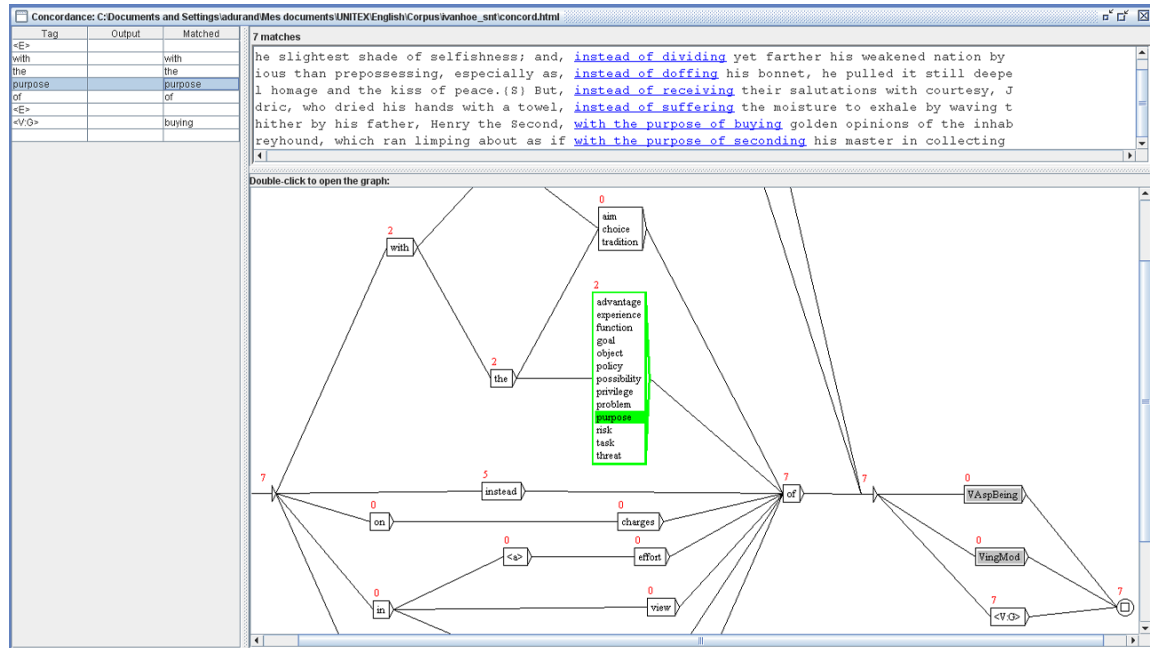 Concordance: C:\Documents and Settings\adurand\Mes documents\UNITEX\English\Corpus\ivanhoe_snt\concord.html
Tag Output Matched
<E>
with with
the the
purpose purpose
of of
<E>
<V:G> buying
7 matches
he slightest shade of selfishness; and, instead of dividing yet farther his weakened nation by
ious than prepossessing, especially as, instead of doffing his bonnet, he pulled it still deepe
l homage and the kiss of peace.{S} But, instead of receiving their salutations with courtesy, J
dric, who dried his hands with a towel, instead of suffering the moisture to exhale by waving t
hither by his father, Henry the Second, with the purpose of buying golden opinions of the inhab
reyhound, which ran limping about as if with the purpose of seconding his master in collecting
Double-click to open the graph:
0
aim
choice
tradition
2
with
2
advantage
experience
function
goal
object
policy
possibility
privilege
problem
purpose
risk
task
threat
2
the
7
5
instead
7
of
7
0
VAspBeing
0
on
0
charges
0
<a>
0
effort
0
VingMod
0
in
0
view
7
<V:G>
7